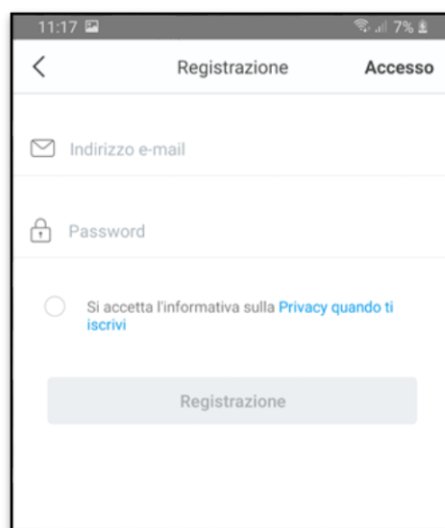 11:17 7%
Registrazione Accesso
Indirizzo e-mail
Password
Si accetta l'informativa sulla Privacy quando ti
iscrivi
Registrazione